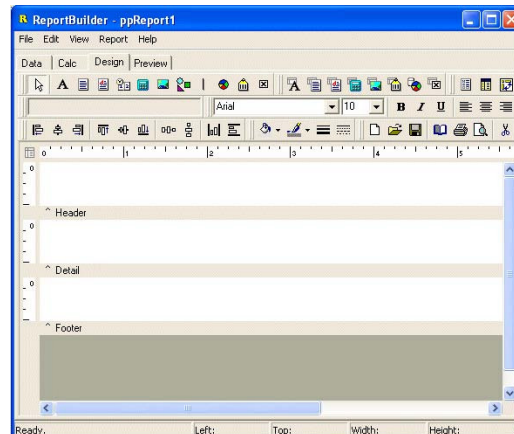 ReportBuilder - ppReport1
File Edit View Report Help
Data Calc Design Preview
Arial 10 B I U
0 1 2 3 4 5
0
^ Header
0
^ Detail
0
^ Footer
Ready. Left: Top: Width: Height: